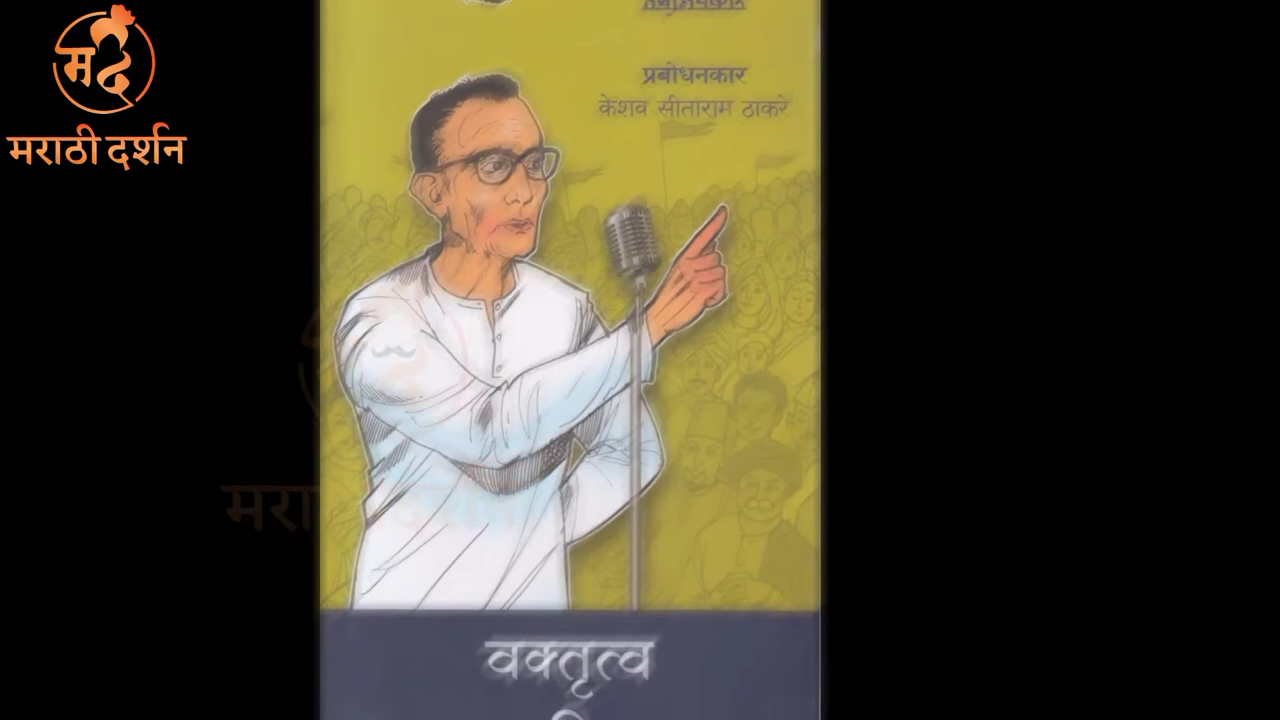 मराठी दर्शन
प्रबोधनकार
केशव सीताराम ठाकरे
वक्तृत्व